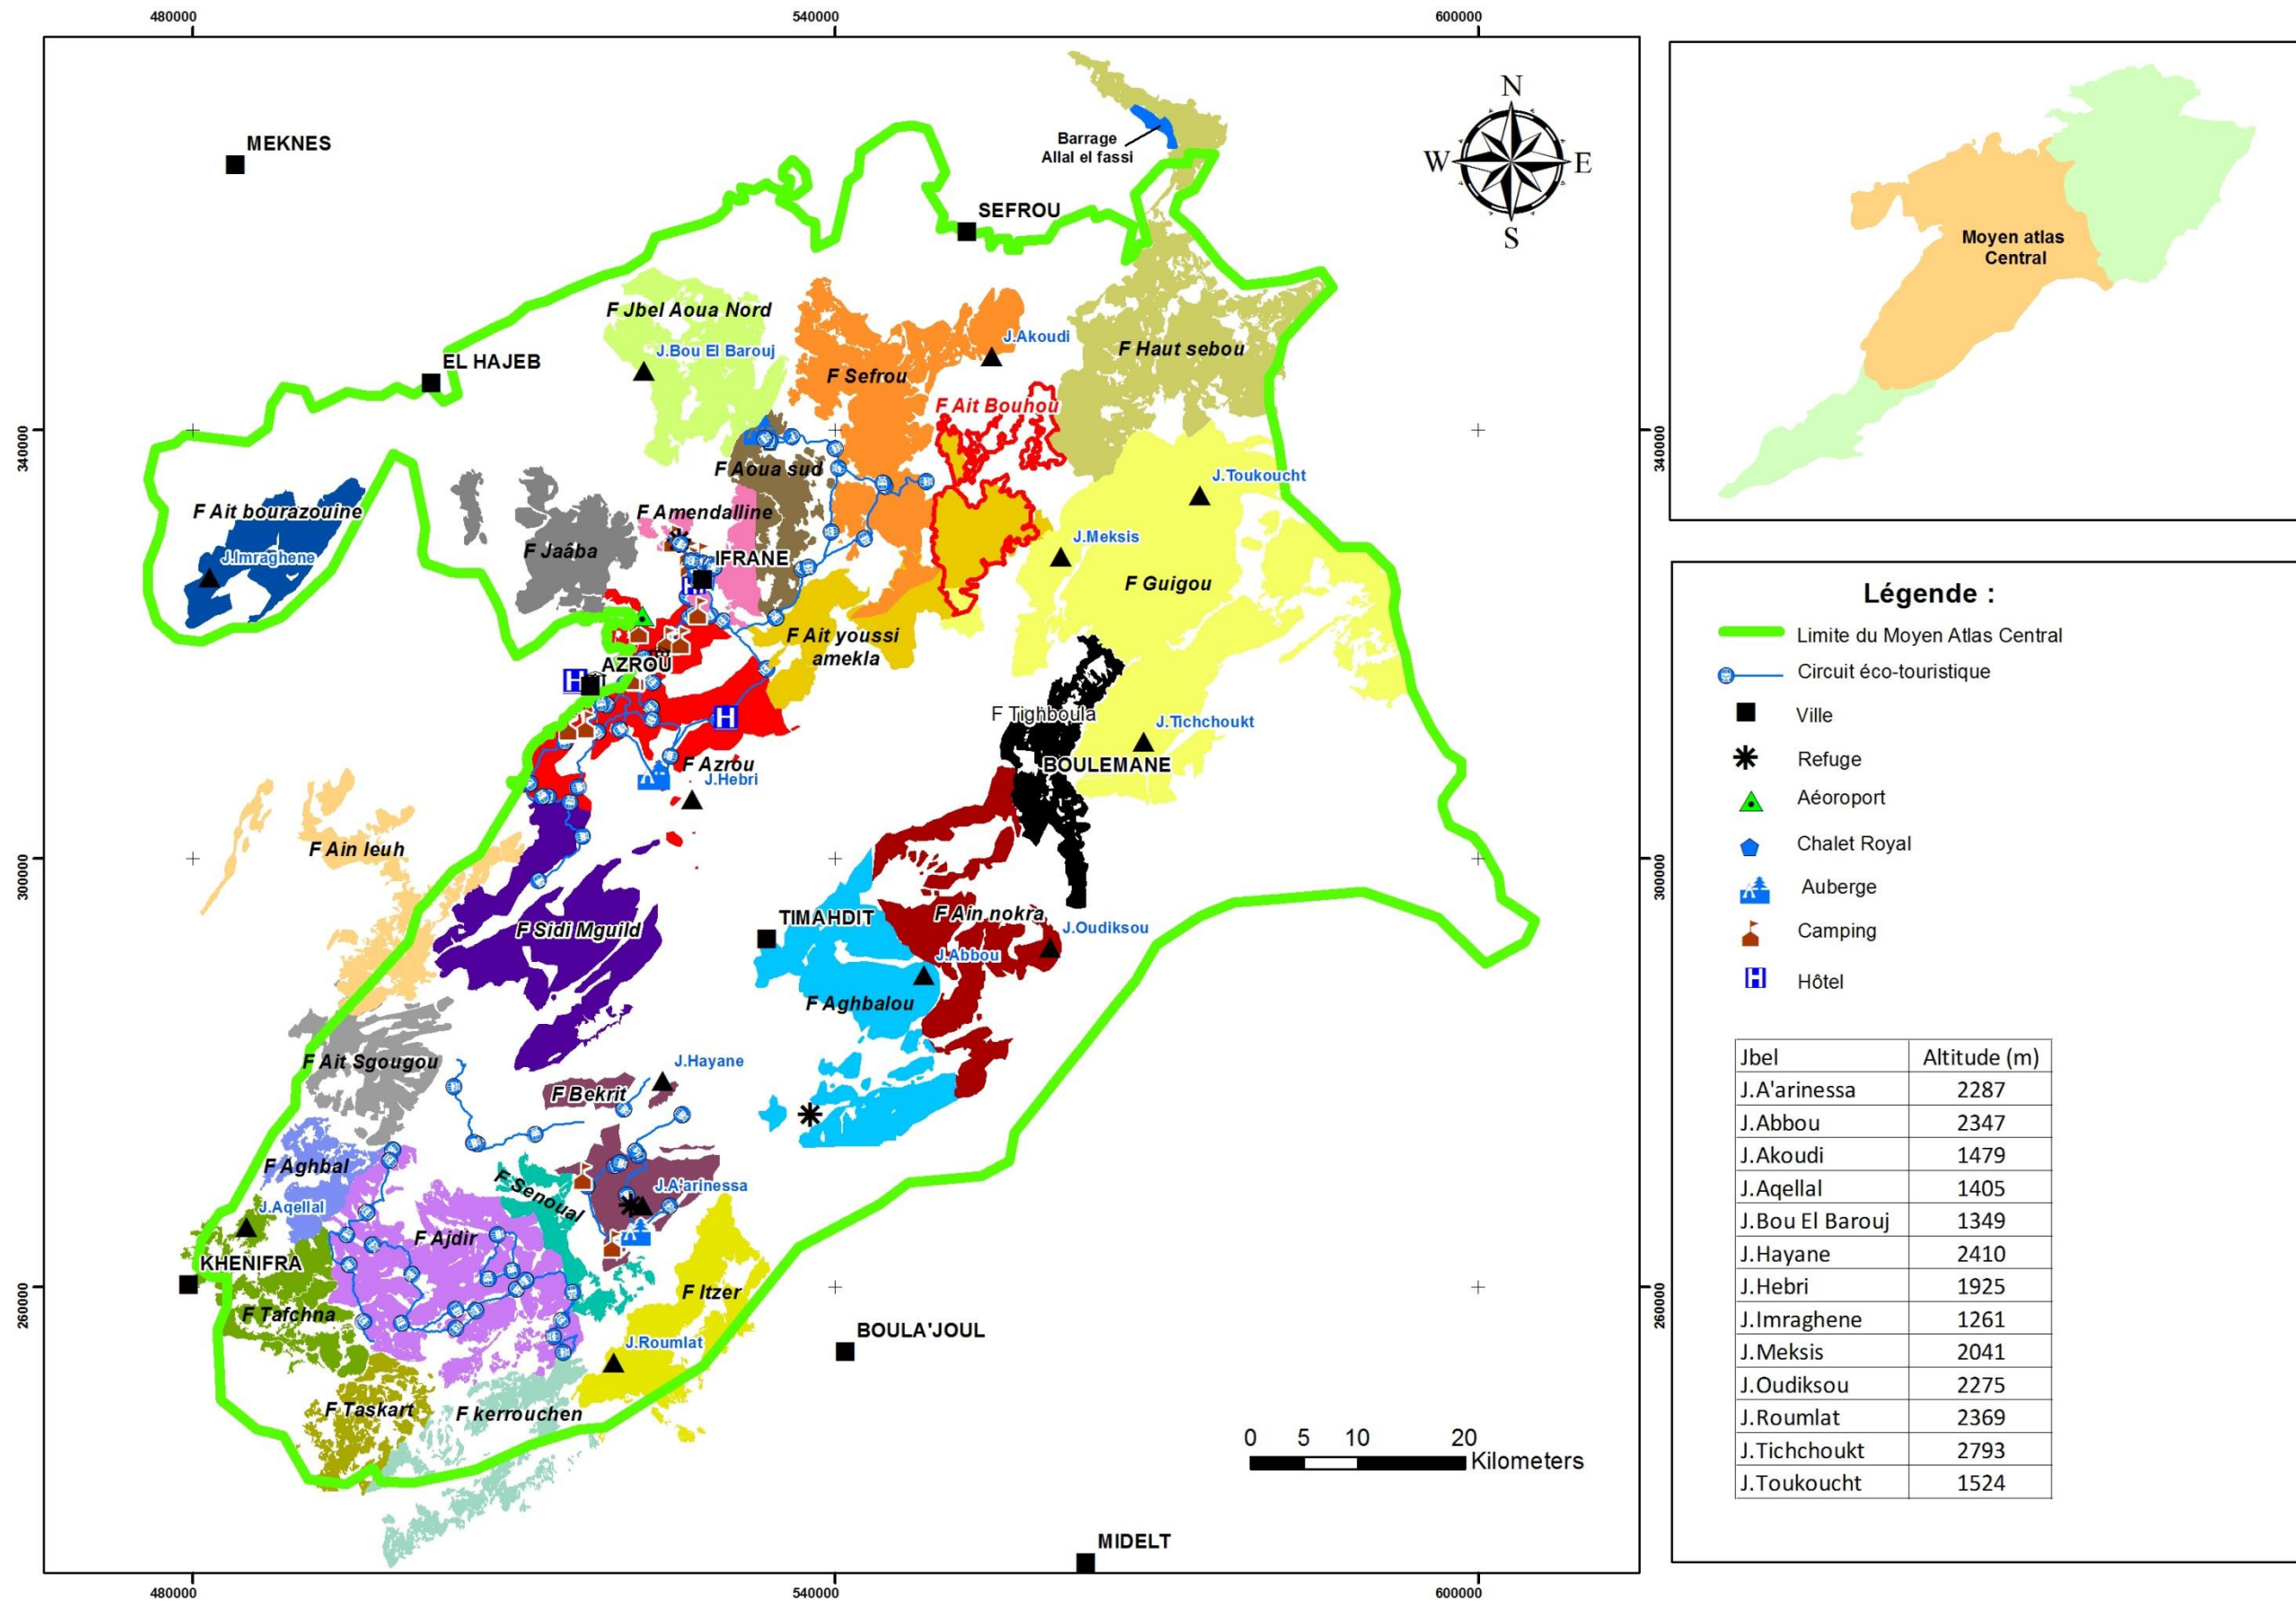 480000
540000
600000
MEKNES
Barrage
Allal el fassi
N
W
E
S
SEFROU
F Jbel Aoua Nord
J.Bou El Barouj
EL HAJEB
J.Akoudi
F Sefrou
F Haut sebou
F Ait Bouhou
340000
340000
F Aoua sud
J.Toukoucht
F Ait bourazouine
F Amendalline
J.Imraghene
F Jaâba
IFRANE
H
J.Meksis
F Guigou
F Ait youssi
amekla
AZROU
H
H
F Tighboula
J.Tichchoukt
F Azrou
J.Hebri
BOULEMANE
F Ain leuh
300000
300000
F Sidi Mguild
TIMAHDIT
F Ain nokra
J.Oudiksou
J.Abbou
F Aghbalou
F Ait Sgougou
J.Hayane
F Bekrit
F Aghbal
F Senoual
J.A'arinessa
J.Aqellal
F Ajdir
KHENIFRA
F Tafchna
F Itzer
260000
260000
BOULA'JOUL
J.Roumlat
F Taskart
F kerrouchen
0 5 10 20
Kilometers
MIDELT
480000
540000
600000
Moyen atlas
Central
Légende :
Limite du Moyen Atlas Central
Circuit éco-touristique
Ville
Refuge
Aéoroport
Chalet Royal
Auberge
Camping
H Hôtel
Jbel Altitude (m)
J.A'arinessa 2287
J.Abbou 2347
J.Akoudi 1479
J.Aqellal 1405
J.Bou El Barouj 1349
J.Hayane 2410
J.Hebri 1925
J.Imraghene 1261
J.Meksis 2041
J.Oudiksou 2275
J.Roumlat 2369
J.Tichchoukt 2793
J.Toukoucht 1524